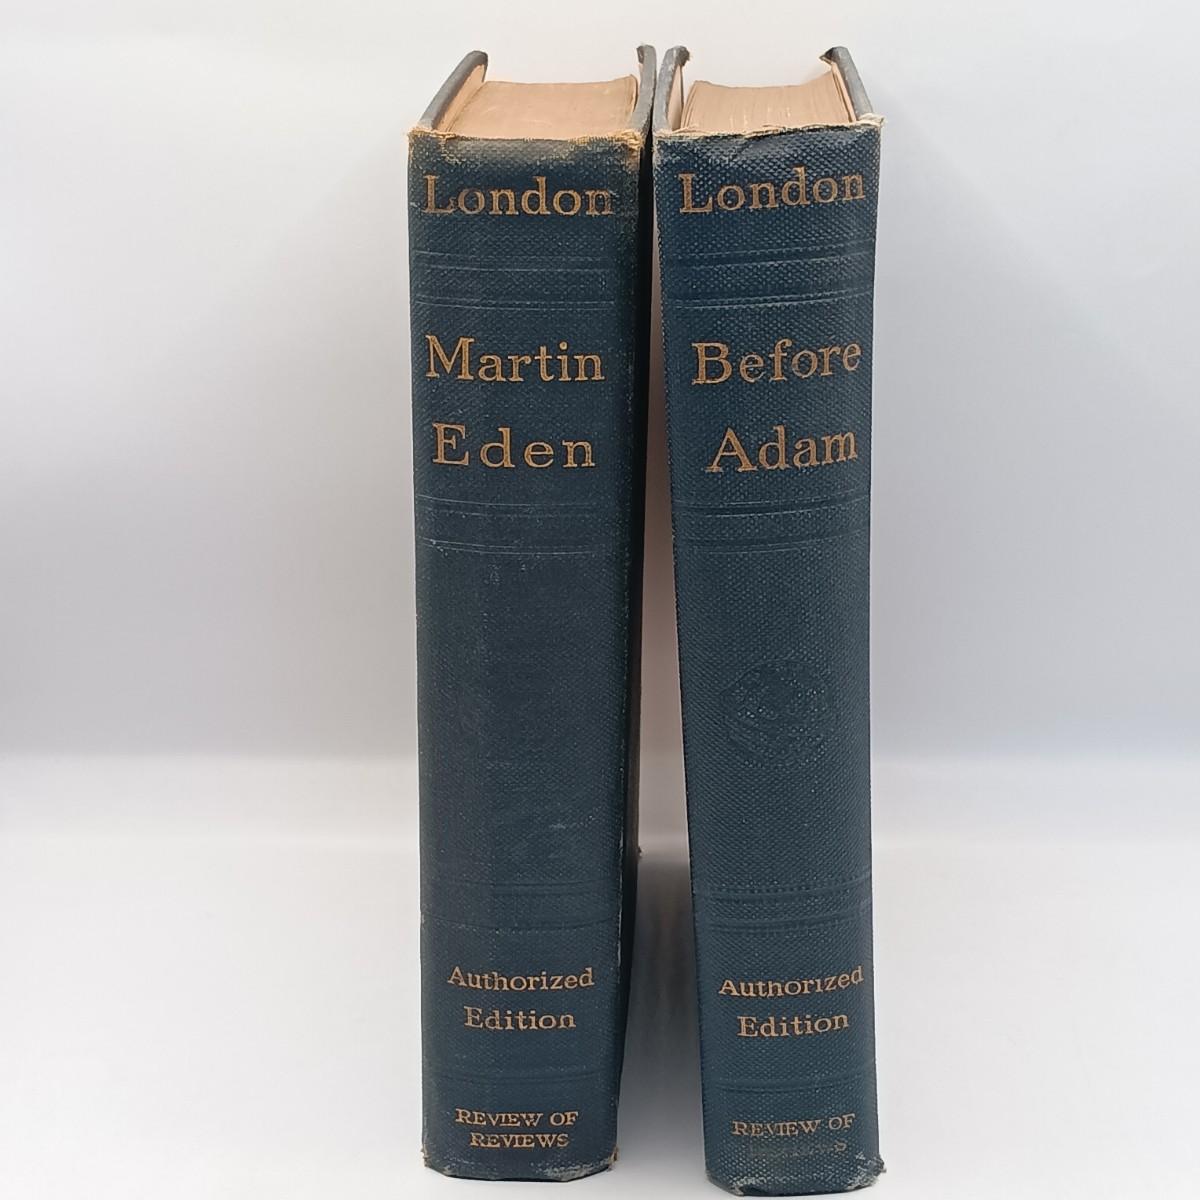 London
Martin
Eden
Authorized
Edition
REVIEW OF
REVIEWS
London
Before
Adam
Authorized
Edition
REVIEW OF